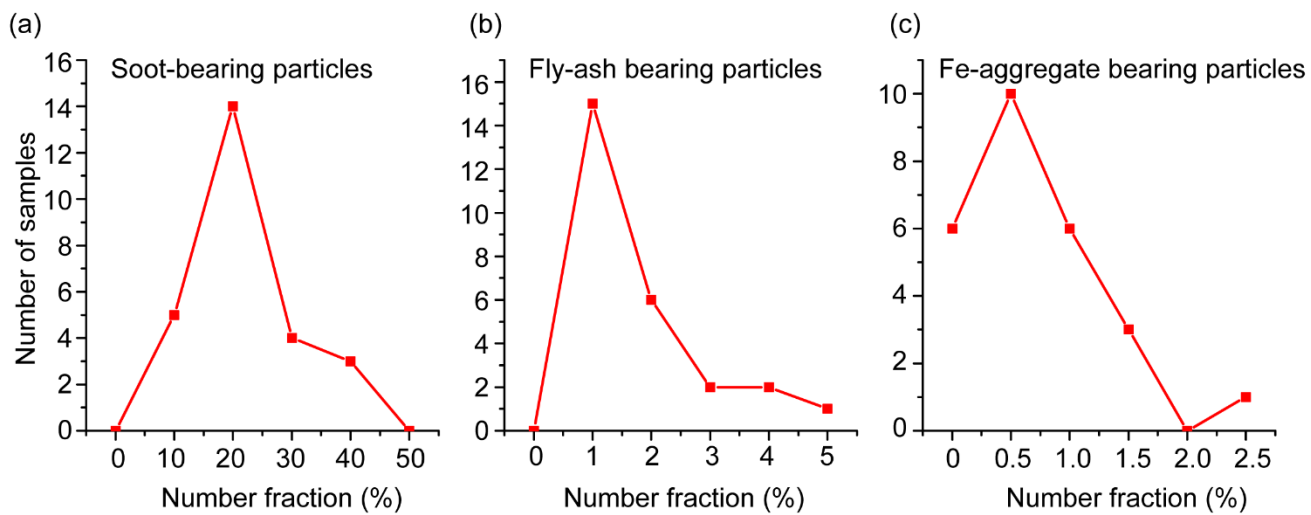 (a)
Soot-bearing particles
Number of samples
16
14
12
10
8
6
4
2
0
0 10 20 30 40 50
Number fraction (%)
(b)
Fly-ash bearing particles
16
14
12
10
8
6
4
2
0
0 1 2 3 4 5
Number fraction (%)
(c)
Fe-aggregate bearing particles
10
8
6
4
2
0
0 0.5 1.0 1.5 2.0 2.5
Number fraction (%)